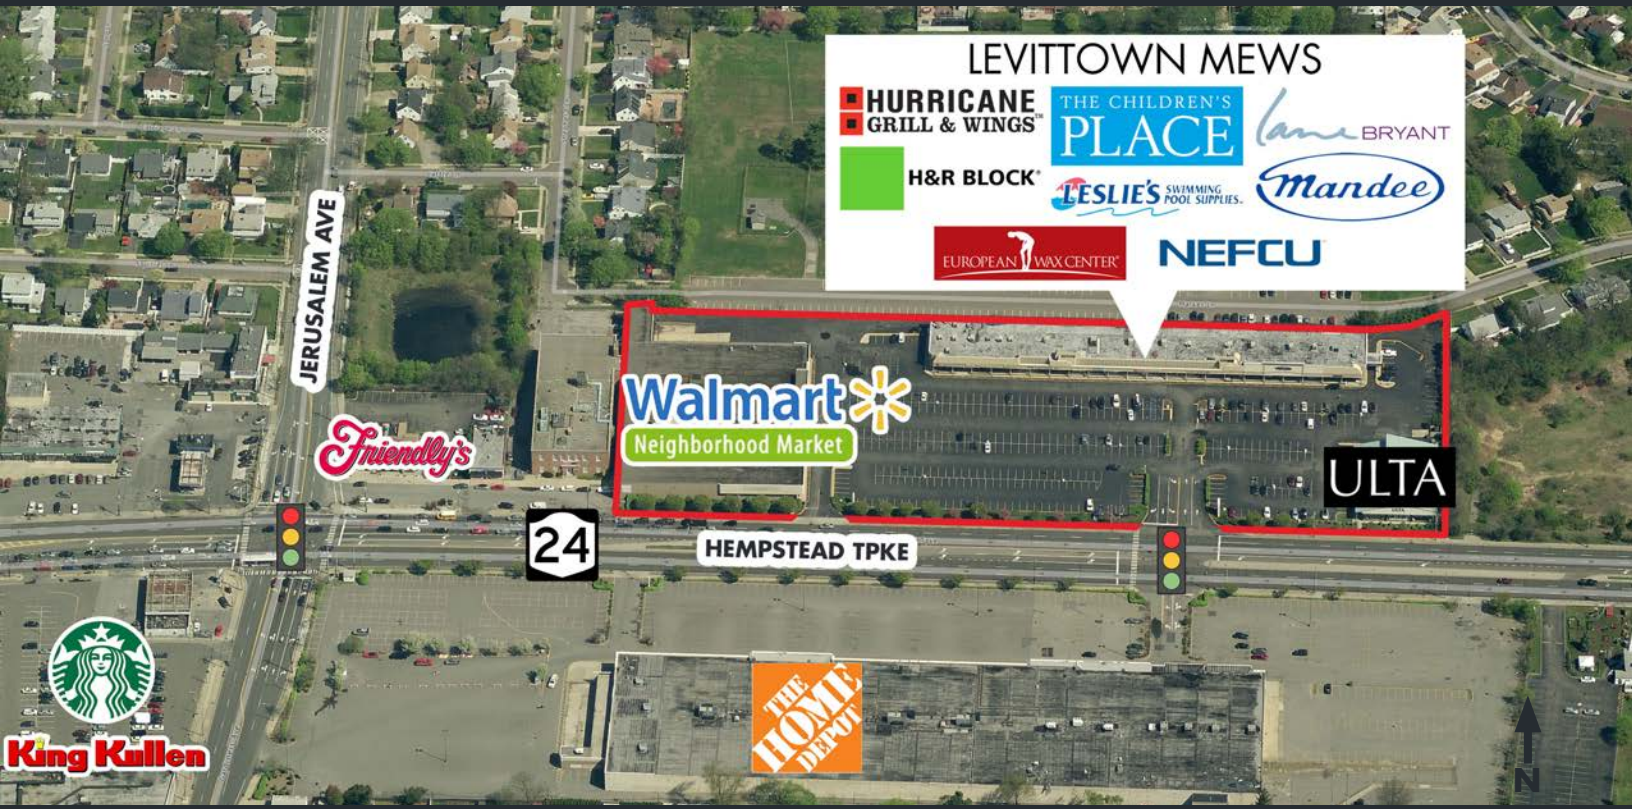 LEVITTOWN MEWS
HURRICANE
GRILL & WINGS™
THE CHILDREN'S
PLACE
lane BRYANT
H&R BLOCK®
LESLIE'S SWIMMING
POOL SUPPLIES.
Mandee
EUROPEAN WAX CENTER®
NEFCU
JERUSALEM AVE
Walmart
Neighborhood Market
Friendly's
ULTA
24
HEMPSTEAD TPKE
THE
HOME
DEPOT
King Kullen
N